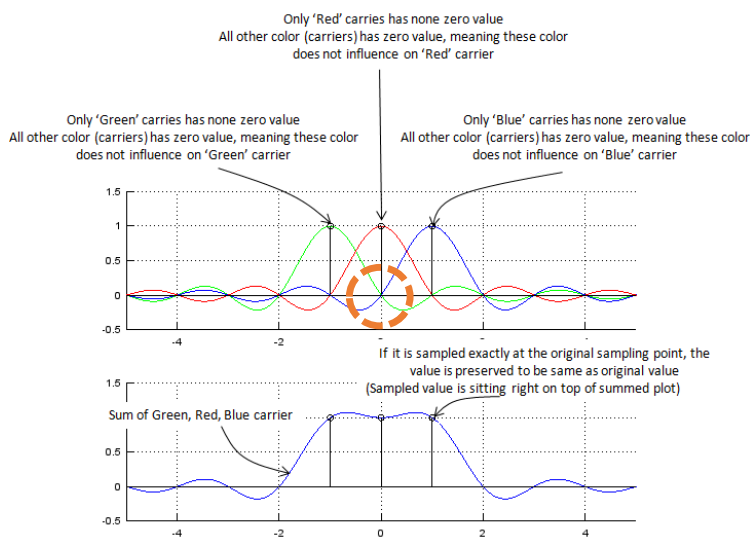 Only ‘Red’ carries has none zero value
All other color (carriers) has zero value, meaning these color
does not influence on ‘Red’ carrier
Only ‘Green’ carries has none zero value
All other color (carriers) has zero value, meaning these color
does not influence on ‘Green’ carrier
Only ‘Blue’ carries has none zero value
All other color (carriers) has zero value, meaning these color
does not influence on ‘Blue’ carrier
1.5
1
0.5
0
-0.5
-4
-2
0
2
4
If it is sampled exactly at the original sampling point, the
value is preserved to be same as original value
(Sampled value is sitting right on top of summed plot)
Sum of Green, Red, Blue carrier
1.5
1
0.5
0
-0.5
-4
-2
0
2
4